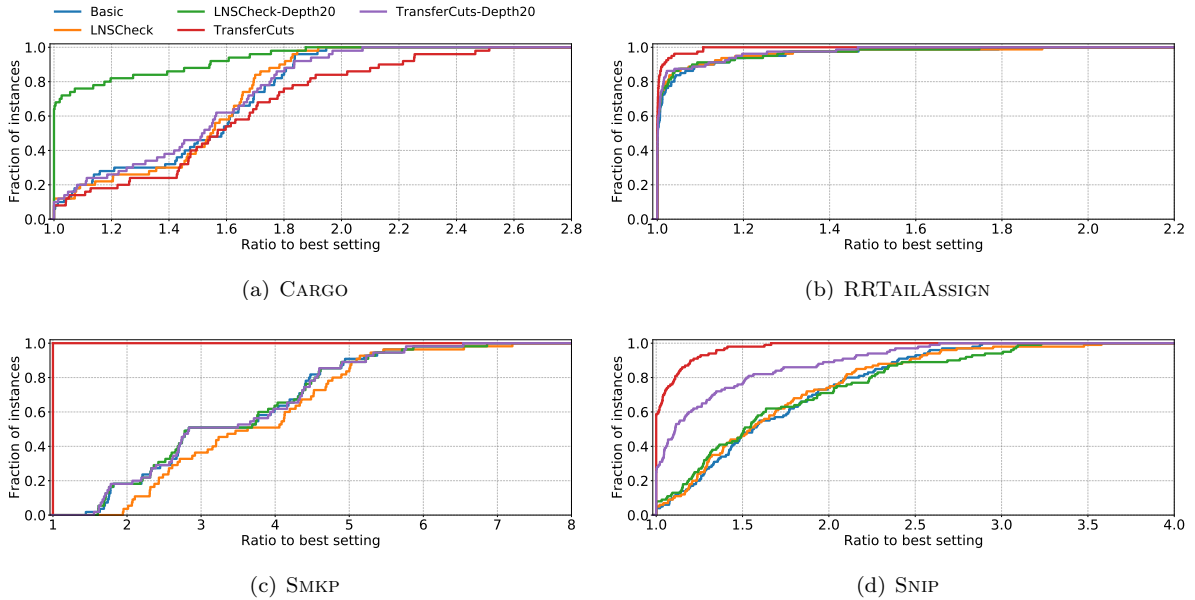 Basic
LNSCheck
LNSCheck-Depth20
TransferCuts
TransferCuts-Depth20
Fraction of instances
1.0
0.8
0.6
0.4
0.2
0.0
1.0 1.2 1.4 1.6 1.8 2.0 2.2 2.4 2.6 2.8
Ratio to best setting
(a) CARGO
Fraction of instances
1.0
0.8
0.6
0.4
0.2
0.0
1.0 1.2 1.4 1.6 1.8 2.0 2.2
Ratio to best setting
(b) RRTAILASSIGN
Fraction of instances
1.0
0.8
0.6
0.4
0.2
0.0
1 2 3 4 5 6 7 8
Ratio to best setting
(c) SMKP
Fraction of instances
1.0
0.8
0.6
0.4
0.2
0.0
1.0 1.5 2.0 2.5 3.0 3.5 4.0
Ratio to best setting
(d) SNIP